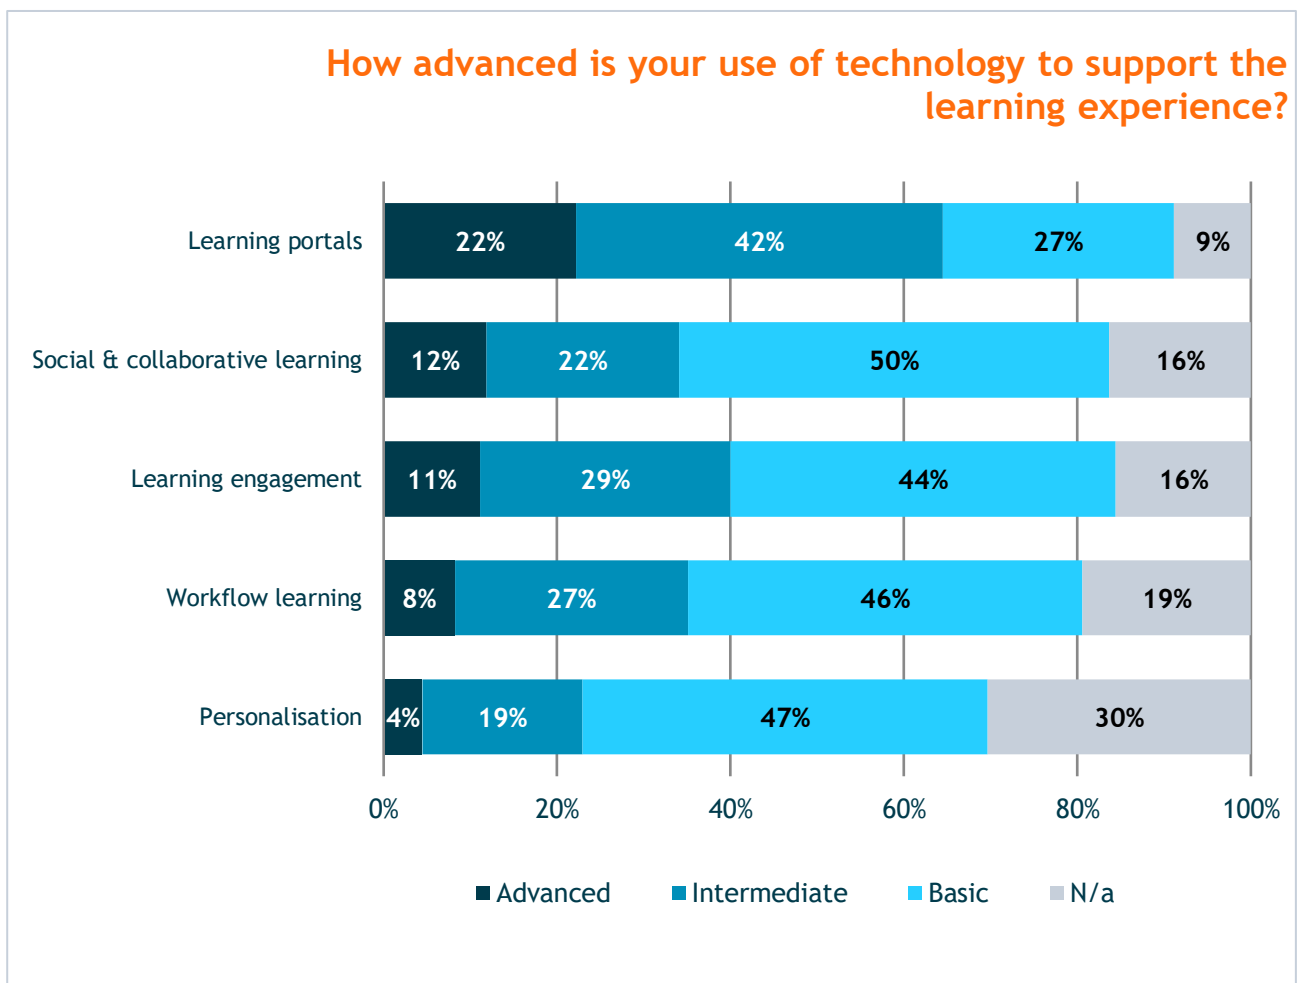 How advanced is your use of technology to support the
learning experience?
Learning portals
22%
42%
27%
9%
Social & collaborative learning
12%
22%
50%
16%
Learning engagement
11%
29%
44%
16%
Workflow learning
8%
27%
46%
19%
Personalisation
4%
19%
47%
30%
0%
20%
40%
60%
80%
100%
Advanced
Intermediate
Basic
N/a